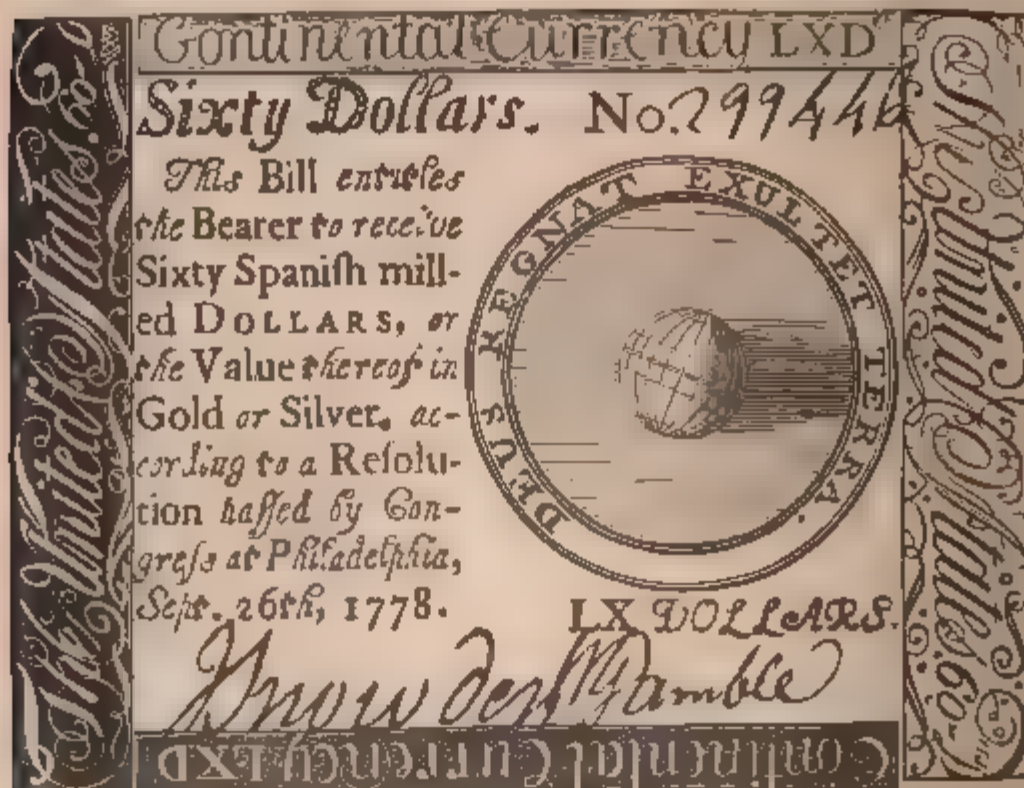 Continental Currency LXD
Sixty Dollars. No. 299446
This Bill entitles
the Bearer to receive
Sixty Spaniſh mill-
ed DOLLARS, or
the Value thereof in
Gold or Silver, ac-
cording to a Reſolu-
tion paſſed by Con-
greſs at Philadelphia,
Sept. 26th, 1778.
DEUS REGNAT EXULTET TERRA.
LX DOLLARS.
The United States. 60
The United States. 60
Continental Currency LXD